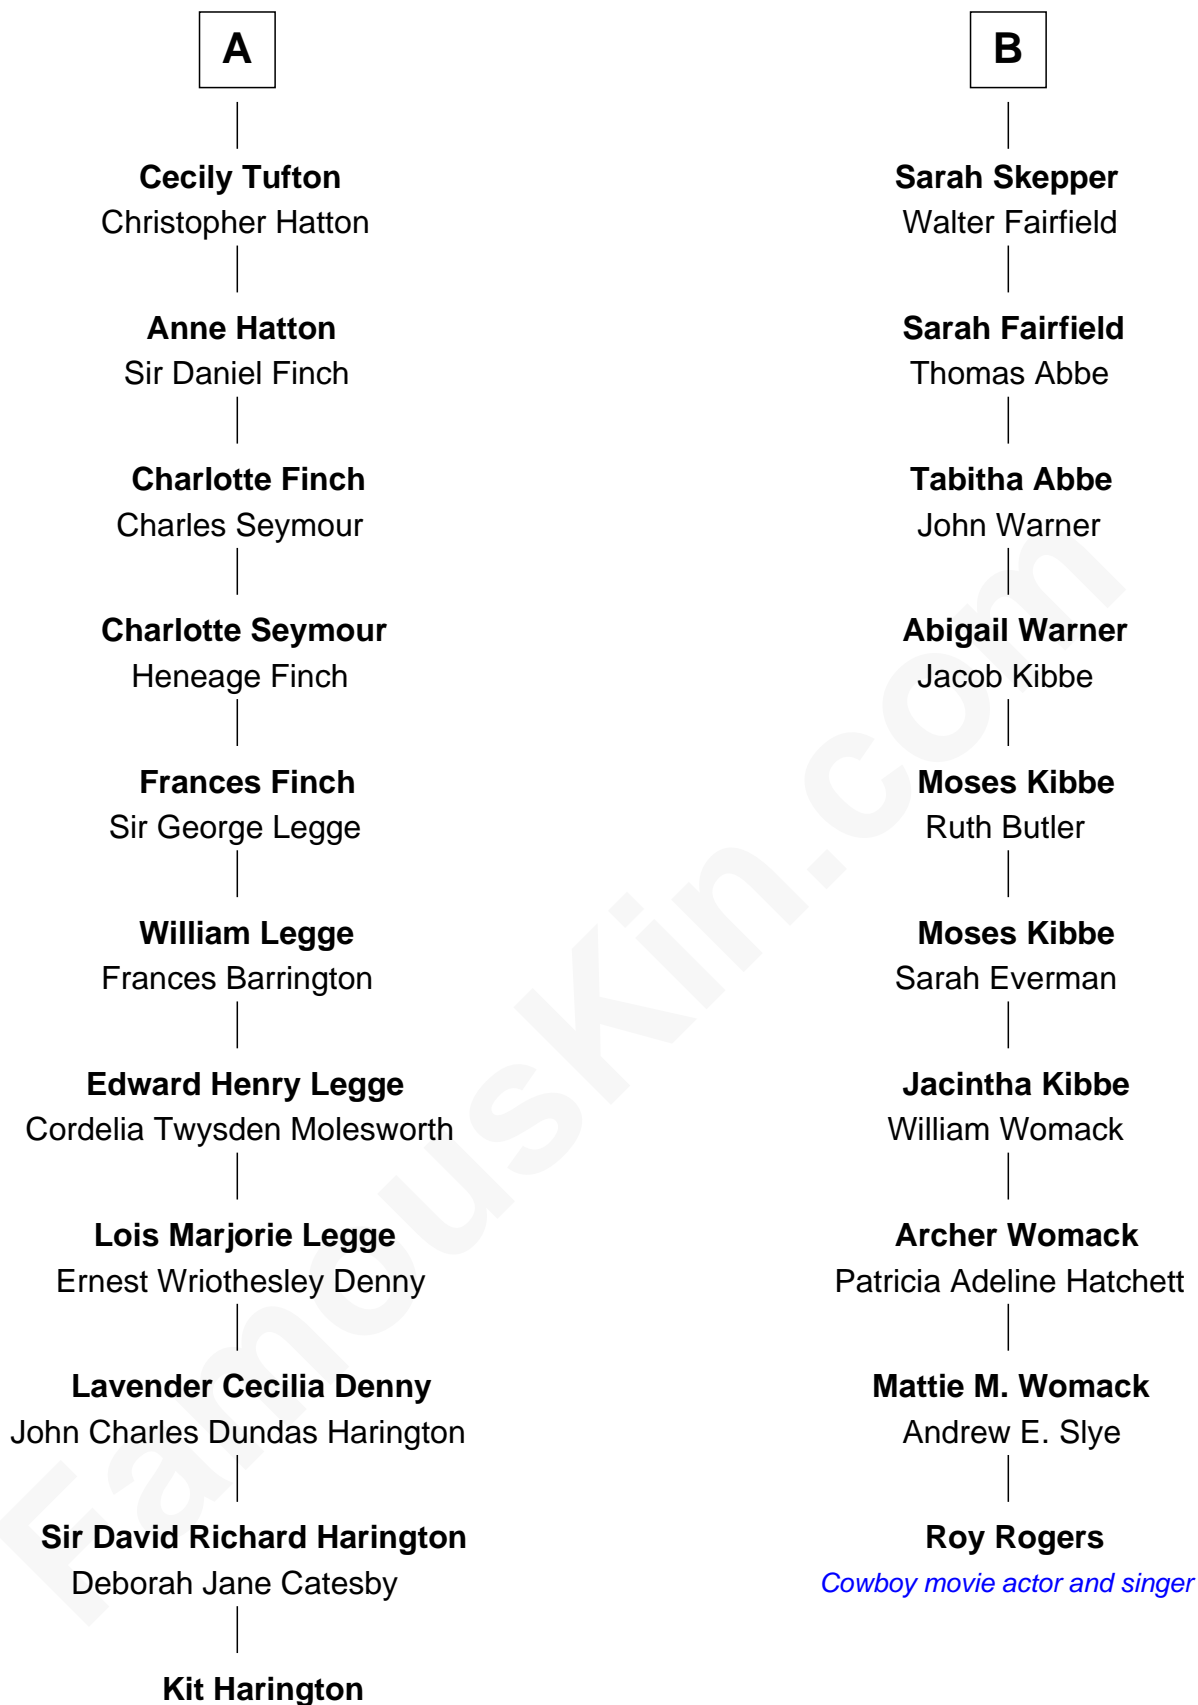 A
Cecily Tufton
Christopher Hatton
Anne Hatton
Sir Daniel Finch
Charlotte Finch
Charles Seymour
Charlotte Seymour
Heneage Finch
Frances Finch
Sir George Legge
William Legge
Frances Barrington
Edward Henry Legge
Cordelia Twysden Molesworth
Lois Marjorie Legge
Ernest Wriothesley Denny
Lavender Cecilia Denny
John Charles Dundas Harington
Sir David Richard Harington
Deborah Jane Catesby
Kit Harington
B
Sarah Skepper
Walter Fairfield
Sarah Fairfield
Thomas Abbe
Tabitha Abbe
John Warner
Abigail Warner
Jacob Kibbe
Moses Kibbe
Ruth Butler
Moses Kibbe
Sarah Everman
Jacintha Kibbe
William Womack
Archer Womack
Patricia Adeline Hatchett
Mattie M. Womack
Andrew E. Slye
Roy Rogers
Cowboy movie actor and singer
FamousKin.com